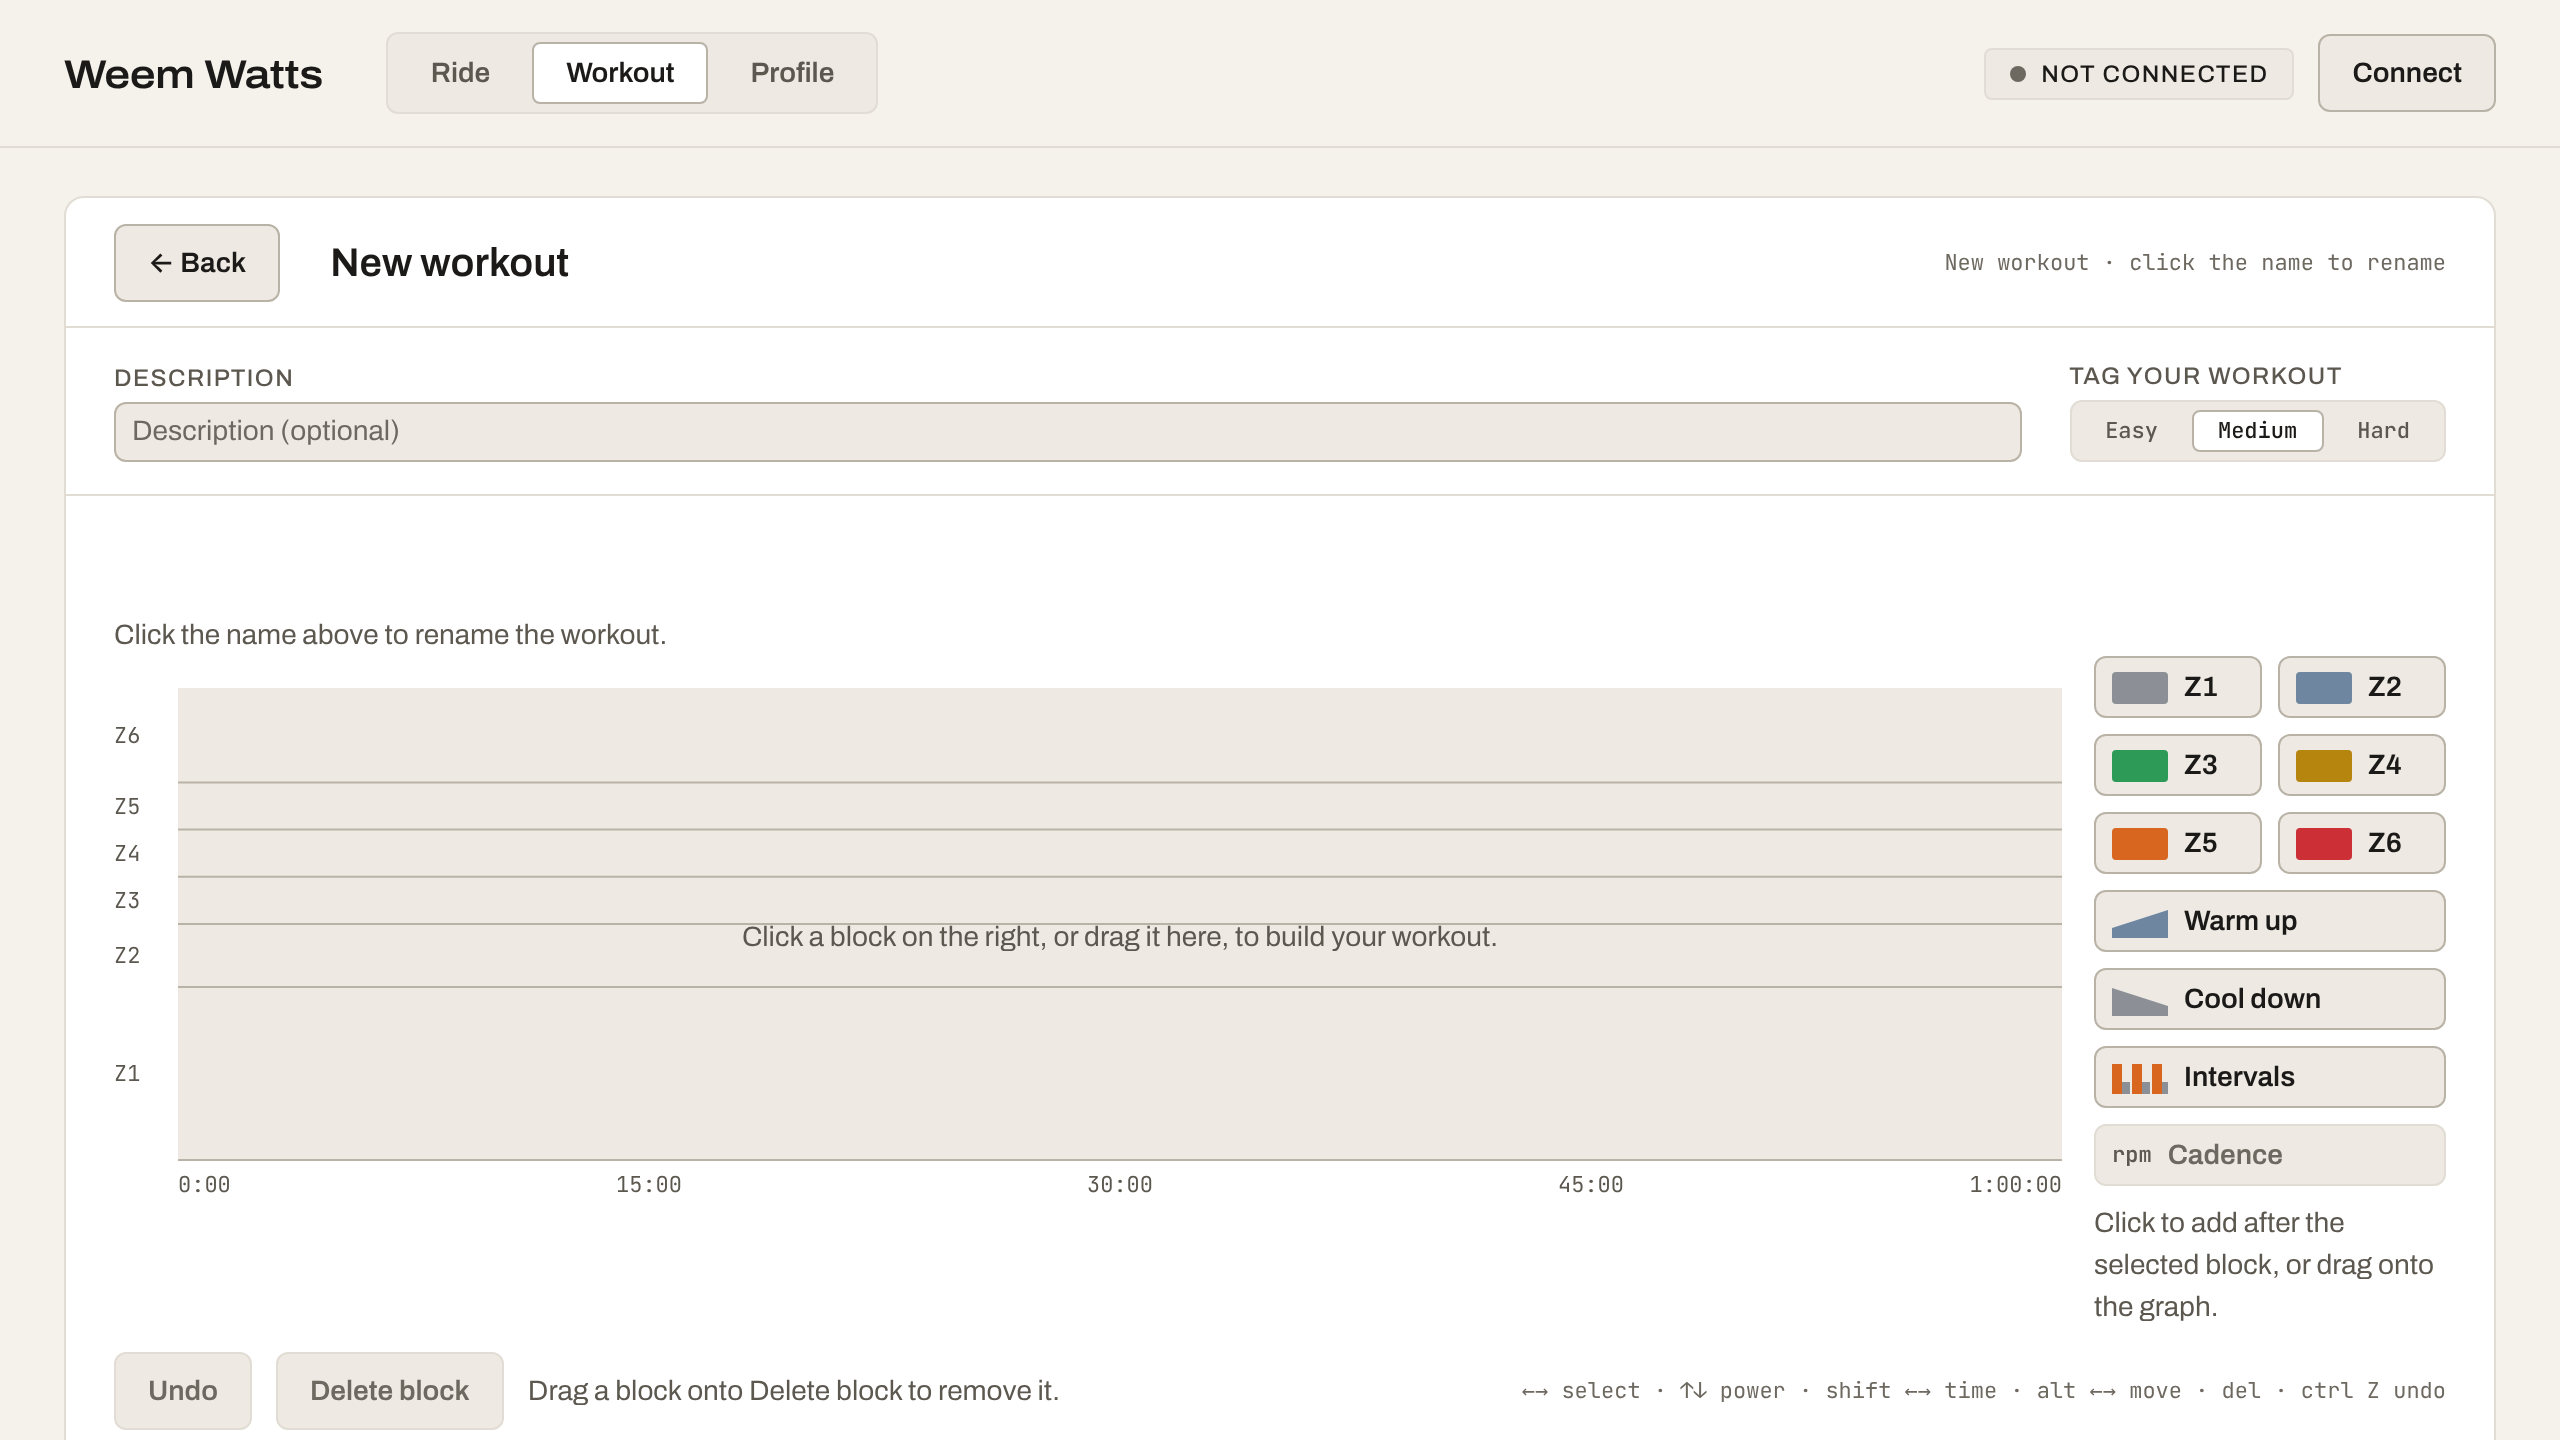 Weem Watts
Ride
Workout
Profile
NOT CONNECTED
Connect
← Back
New workout
New workout · click the name to rename
DESCRIPTION
TAG YOUR WORKOUT
Description (optional)
Easy
Medium
Hard
Click the name above to rename the workout.
Z6
Z5
Z4
Z3
Z2
Z1
Click a block on the right, or drag it here, to build your workout.
0:00
15:00
30:00
45:00
1:00:00
Z1
Z2
Z3
Z4
Z5
Z6
Warm up
Cool down
Intervals
rpm Cadence
Click to add after the
selected block, or drag onto
the graph.
Undo
Delete block
Drag a block onto Delete block to remove it.
←→ select · ↑↓ power · shift ←→ time · alt ←→ move · del · ctrl Z undo